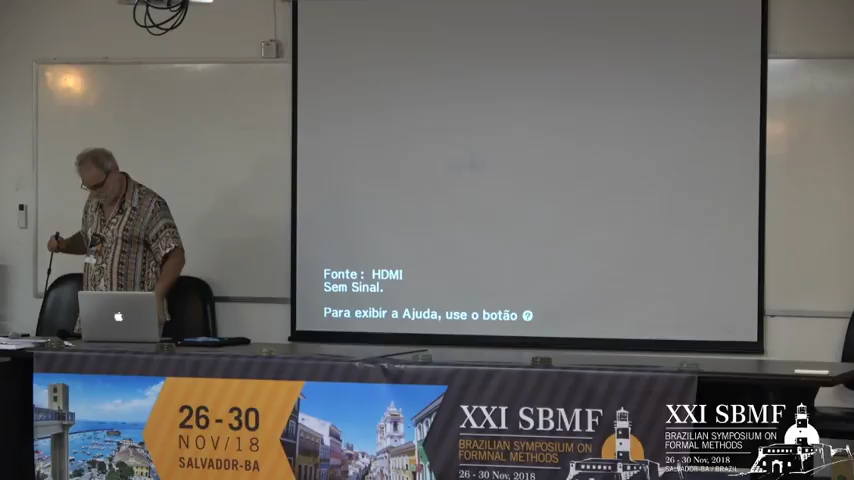 Fonte : HDMI
Sem Sinal.
Para exibir a Ajuda, use o botão ?
26 - 30
NOV/18
SALVADOR-BA
XXI SBMF
BRAZILIAN SYMPOSIUM ON
FORMNAL METHODS
26 - 30 Nov, 2018
XXI SBMF
BRAZILIAN SYMPOSIUM ON
FORMAL METHODS
26 - 30 Nov, 2018
SALVADOR-BA / BRAZIL